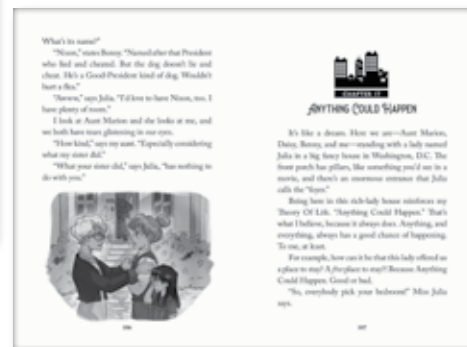 What's its name?"
"Nixon," states Benny. "Named after that President
who lied and cheated. But the dog doesn't lie and
cheat. He's a Good-President kind of dog. Wouldn't
hurt a flea."
"Awww," says Julia. "I'd love to have Nixon, too. I
have plenty of room."
I look at Aunt Marion and she looks at me, and
we both have tears glistening in our eyes.
"How kind," says my aunt. "Especially considering
what my sister did."
"What your sister did," says Julia, "has nothing to
do with you."
106
CHAPTER 17
ANYTHING COULD HAPPEN
It's like a dream. Here we are—Aunt Marion,
Daisy, Benny, and me—standing with a lady named
Julia in a big fancy house in Washington, D.C. The
front porch has pillars, like something you'd see in a
movie, and there's an enormous entrance that Julia
calls the "foyer."
Being here in this rich-lady house reinforces my
Theory Of Life. "Anything Could Happen." That's
what I believe, because it always does. Anything, and
everything, always has a good chance of happening.
To me, at least.
For example, how can it be that this lady offered us
a place to stay? A free place to stay?! Because Anything
Could Happen. Good or bad.
"So, everybody pick your bedroom!" Miss Julia
says.
107